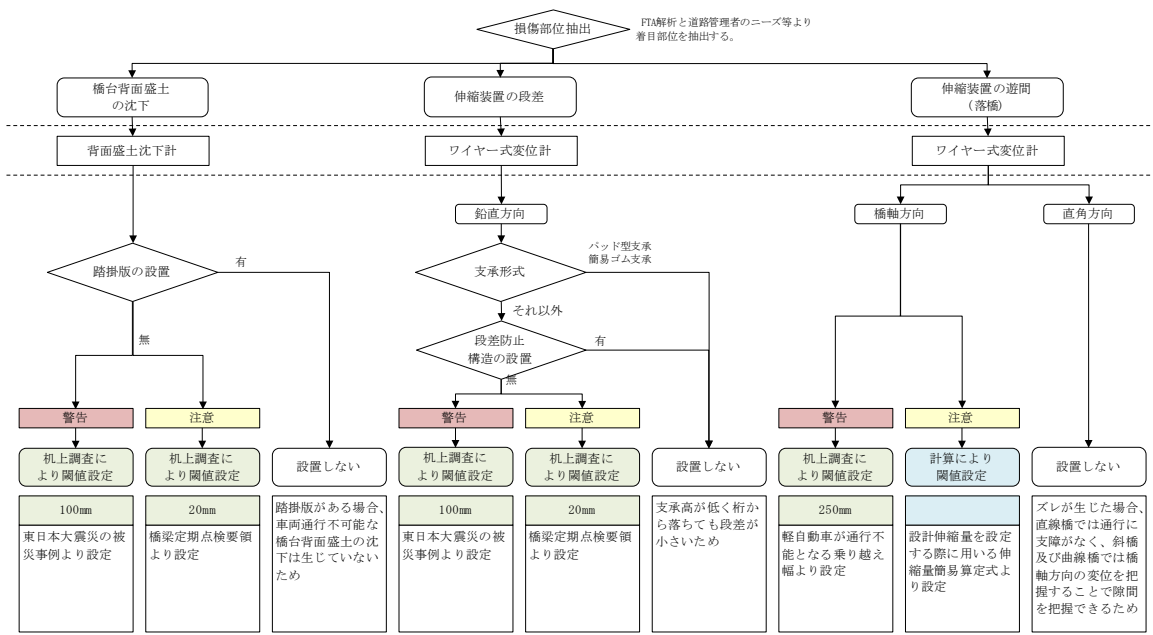 損傷部位抽出
FTA解析と道路管理者のニーズ等より
着目部位を抽出する。
橋台背面盛土
の沈下
伸縮装置の段差
伸縮装置の遊間
(落橋)
背面盛土沈下計
ワイヤー式変位計
ワイヤー式変位計
鉛直方向
橋軸方向
直角方向
踏掛版の設置
有
無
支承形式
パッド型支承
簡易ゴム支承
それ以外
段差防止
構造の設置
有
無
警告
注意
警告
注意
警告
注意
机上調査に
より閾値設定
机上調査に
より閾値設定
設置しない
机上調査に
より閾値設定
机上調査に
より閾値設定
設置しない
机上調査に
より閾値設定
計算により
閾値設定
設置しない
100mm
東日本大震災の被
災事例より設定
20mm
橋梁定期点検要領
より設定
踏掛版がある場合、
車両通行不可能な
橋台背面盛土の沈
下は生じていない
ため
100mm
東日本大震災の被
災事例より設定
20mm
橋梁定期点検要領
より設定
支承高が低く桁か
ら落ちても段差が
小さいため
250mm
軽自動車が通行不
能となる乗り越え
幅より設定
設計伸縮量を設定
する際に用いる伸
縮量簡易算定式よ
り設定
ズレが生じた場合、
直線橋では通行に
支障がなく、斜橋
及び曲線橋では橋
軸方向の変位を把
握することで隙間
を把握できるため